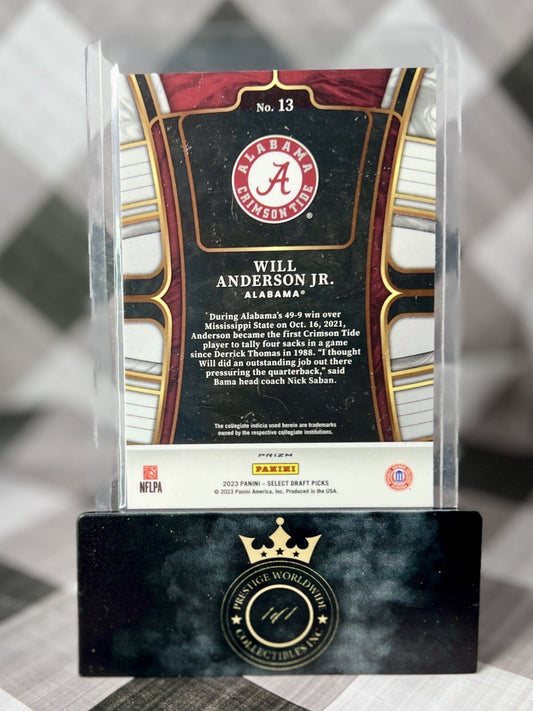 No. 13
ALABAMA
A
CRIMSON TIDE
®
WILL
ANDERSON JR.
ALABAMA®
During Alabama's 49-9 win over
Mississippi State on Oct. 16, 2021,
Anderson became the first Crimson Tide
player to tally four sacks in a game
since Derrick Thomas in 1988. "I thought
Will did an outstanding job out there
pressuring the quarterback," said
Bama head coach Nick Saban.
The collegiate indicia used herein are trademarks
owned by the respective collegiate institutions.
PRIZM
PANINI
NFLPA
2023 PANINI – SELECT DRAFT PICKS
© 2023 Panini America, Inc. Produced in the USA.
PRESTIGE WORLDWIDE
1of1
COLLECTIBLES INC